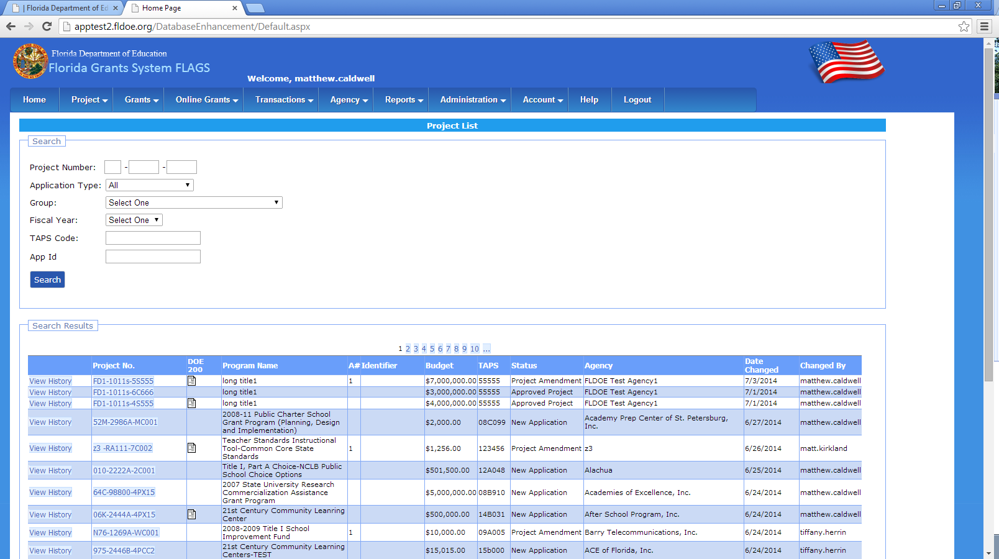 | Florida Department of Ed
Home Page
apptest2.fldoe.org/DatabaseEnhancement/Default.aspx
Florida Department of Education
Florida Grants System FLAGS
Welcome, matthew.caldwell
Home Project Grants Online Grants Transactions Agency Reports Administration Account Help Logout
Project List
Search
Project Number: - -
Application Type: All
Group: Select One
Fiscal Year: Select One
TAPS Code:
App Id
Search
Search Results
1 2 3 4 5 6 7 8 9 10 ...
Project No. DOE 200 Program Name A# Identifier Budget TAPS Status Agency Date Changed Changed By
View History FD1-1011s-5S555 long title1 1 $7,000,000.00 55555 Project Amendment FLDOE Test Agency1 7/3/2014 matthew.caldwell
View History FD1-1011s-6C666 long title1 $3,000,000.00 55555 Approved Project FLDOE Test Agency1 7/1/2014 matthew.caldwell
View History FD1-1011s-4S555 long title1 $4,000,000.00 55555 Approved Project FLDOE Test Agency1 7/1/2014 matthew.caldwell
View History 52M-2986A-MC001 2008-11 Public Charter School Grant Program (Planning, Design and Implementation) $2,000.00 08C099 New Application Academy Prep Center of St. Petersburg, Inc. 6/27/2014 matthew.caldwell
View History z3 -RA111-7C002 Teacher Standards Instructional Tool-Common Core State Standards 1 $1,256.00 123456 Project Amendment z3 6/26/2014 matt.kirkland
View History 010-2222A-2C001 Title I, Part A Choice-NCLB Public School Choice Options $501,500.00 12A048 New Application Alachua 6/25/2014 matthew.caldwell
View History 64C-98800-4PX15 2007 State University Research Commercialization Assistance Grant Program $5,000,000.00 08B910 New Application Academies of Excellence, Inc. 6/24/2014 matthew.caldwell
View History 06K-2444A-4PX15 21st Century Community Leanring Center $500,000.00 14B031 New Application After School Program, Inc. 6/24/2014 matthew.caldwell
View History N76-1269A-WC001 2008-2009 Title I School Improvement Fund 1 $10,000.00 09A005 Project Amendment Barry Telecommunications, Inc. 6/24/2014 tiffany.herrin
View History 975-2446B-4PCC2 21st Century Community Learning Centers-TEST $15,015.00 15b000 New Application ACE of Florida, Inc. 6/24/2014 tiffany.herrin